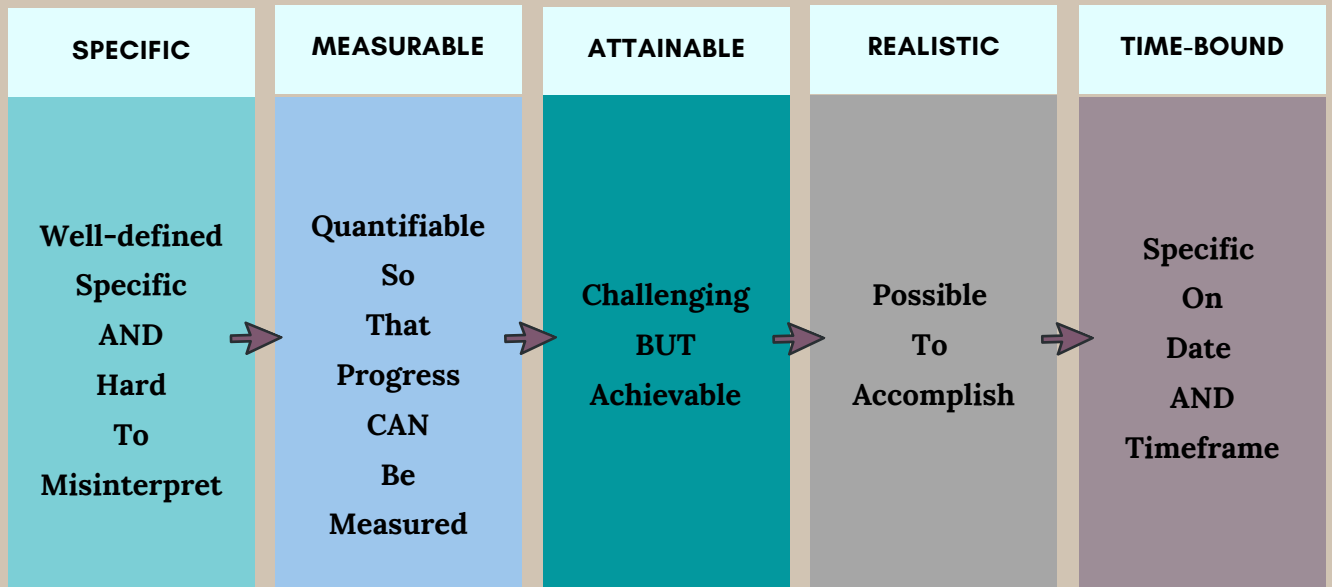 SPECIFIC
Well-defined
Specific
AND
Hard
To
Misinterpret
MEASURABLE
Quantifiable
So
That
Progress
CAN
Be
Measured
ATTAINABLE
Challenging
BUT
Achievable
REALISTIC
Possible
To
Accomplish
TIME-BOUND
Specific
On
Date
AND
Timeframe